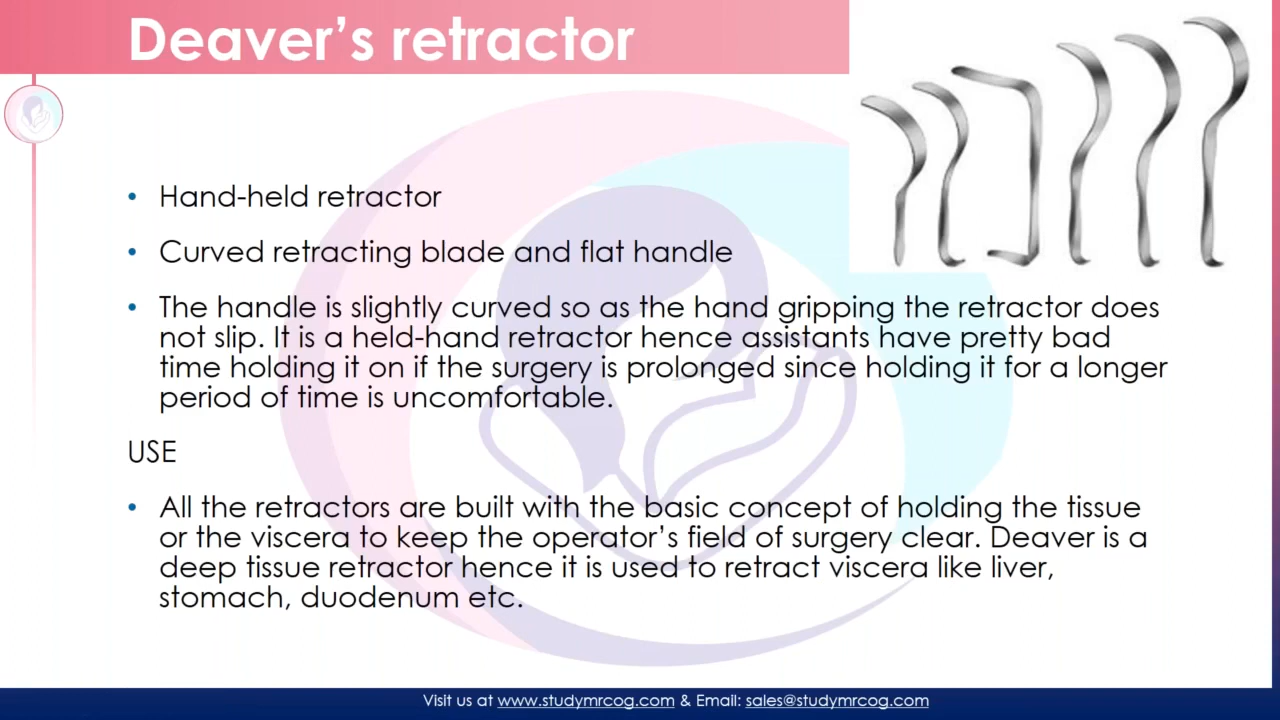 Deaver's retractor
• Hand-held retractor
• Curved retracting blade and flat handle
• The handle is slightly curved so as the hand gripping the retractor does
not slip. It is a held-hand retractor hence assistants have pretty bad
time holding it on if the surgery is prolonged since holding it for a longer
period of time is uncomfortable.
USE
• All the retractors are built with the basic concept of holding the tissue
or the viscera to keep the operator's field of surgery clear. Deaver is a
deep tissue retractor hence it is used to retract viscera like liver,
stomach, duodenum etc.
Visit us at www.studymrcog.com & Email: sales@studymrcog.com